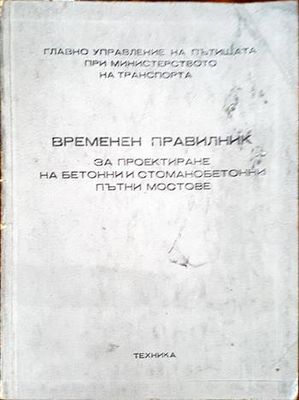 ГЛАВНО УПРАВЛЕНИЕ НА ПЪТИЩАТА
ПРИ МИНИСТЕРСТВОТО
НА ТРАНСПОРТА
ВРЕМЕНЕН ПРАВИЛНИК
ЗА ПРОЕКТИРАНЕ
НА БЕТОННИ И СТОМАНОБЕТОННИ
ПЪТНИ МОСТОВЕ
ТЕХНИКА